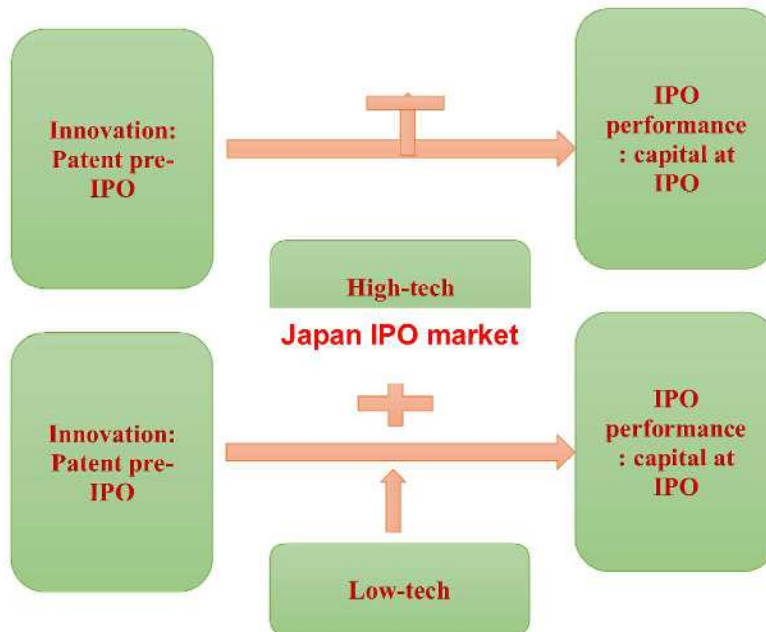 Innovation:
Patent pre-
IPO
IPO
performance
: capital at
IPO
High-tech
Japan IPO market
Innovation:
Patent pre-
IPO
IPO
performance
: capital at
IPO
Low-tech